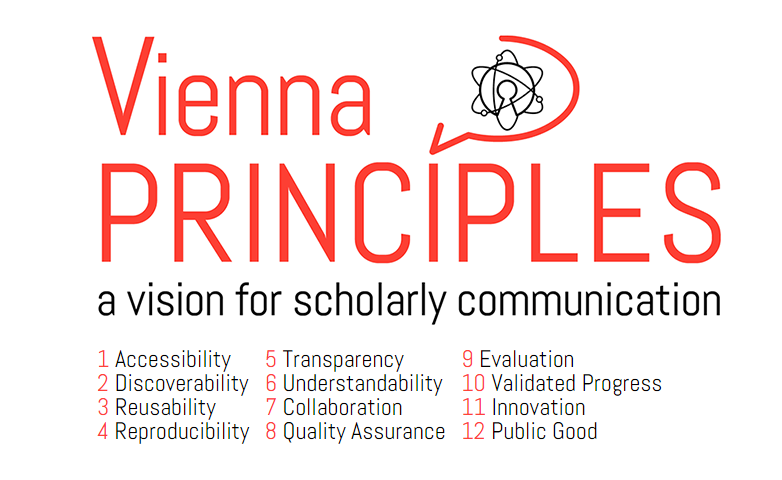 Vienna
PRINCIPLES
a vision for scholarly communication
1 Accessibility
2 Discoverability
3 Reusability
4 Reproducibility
5 Transparency
6 Understandability
7 Collaboration
8 Quality Assurance
9 Evaluation
10 Validated Progress
11 Innovation
12 Public Good